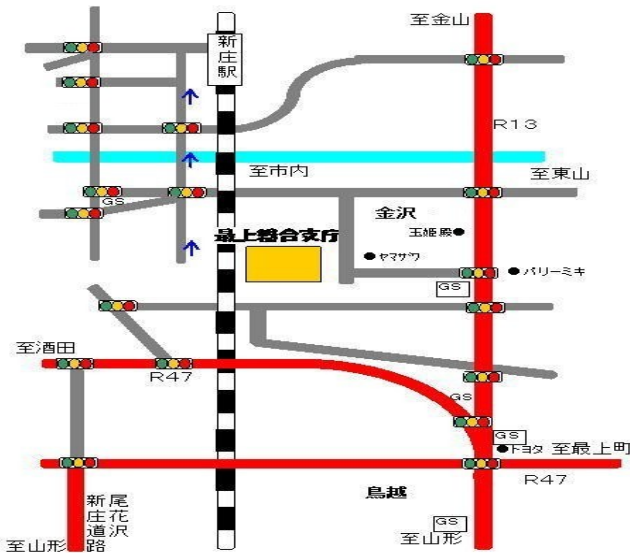 至金山
新庄駅
R13
至市内
至東山
GS
金沢
玉姫殿
最上総合支庁
ヤマザワ
パリーミキ
GS
至酒田
R47
GS
GS
トヨタ 至最上町
R47
鳥越
新庄道路
尾花沢
GS
至山形
至山形